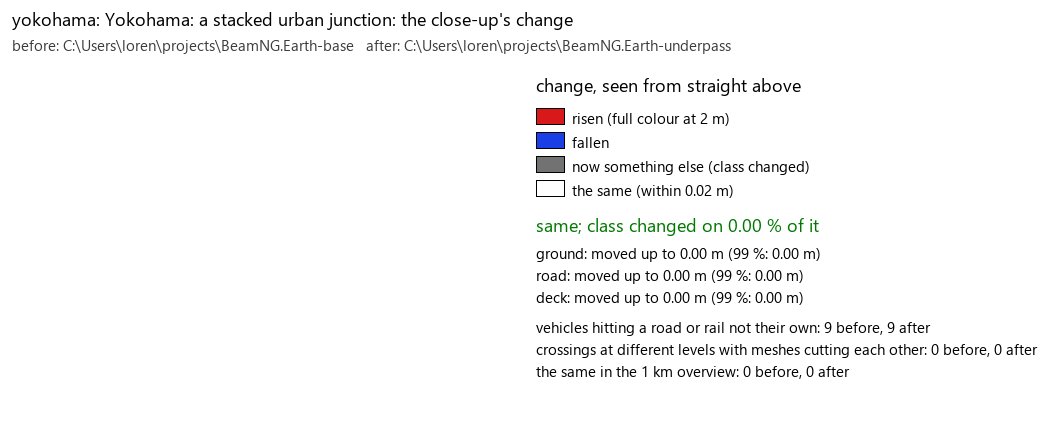 yokohama: Yokohama: a stacked urban junction: the close-up's change
before: C:\Users\loren\projects\BeamNG.Earth-base   after: C:\Users\loren\projects\BeamNG.Earth-underpass
change, seen from straight above
risen (full colour at 2 m)
fallen
now something else (class changed)
the same (within 0.02 m)
same; class changed on 0.00 % of it
ground: moved up to 0.00 m (99 %: 0.00 m)
road: moved up to 0.00 m (99 %: 0.00 m)
deck: moved up to 0.00 m (99 %: 0.00 m)
vehicles hitting a road or rail not their own: 9 before, 9 after
crossings at different levels with meshes cutting each other: 0 before, 0 after
the same in the 1 km overview: 0 before, 0 after